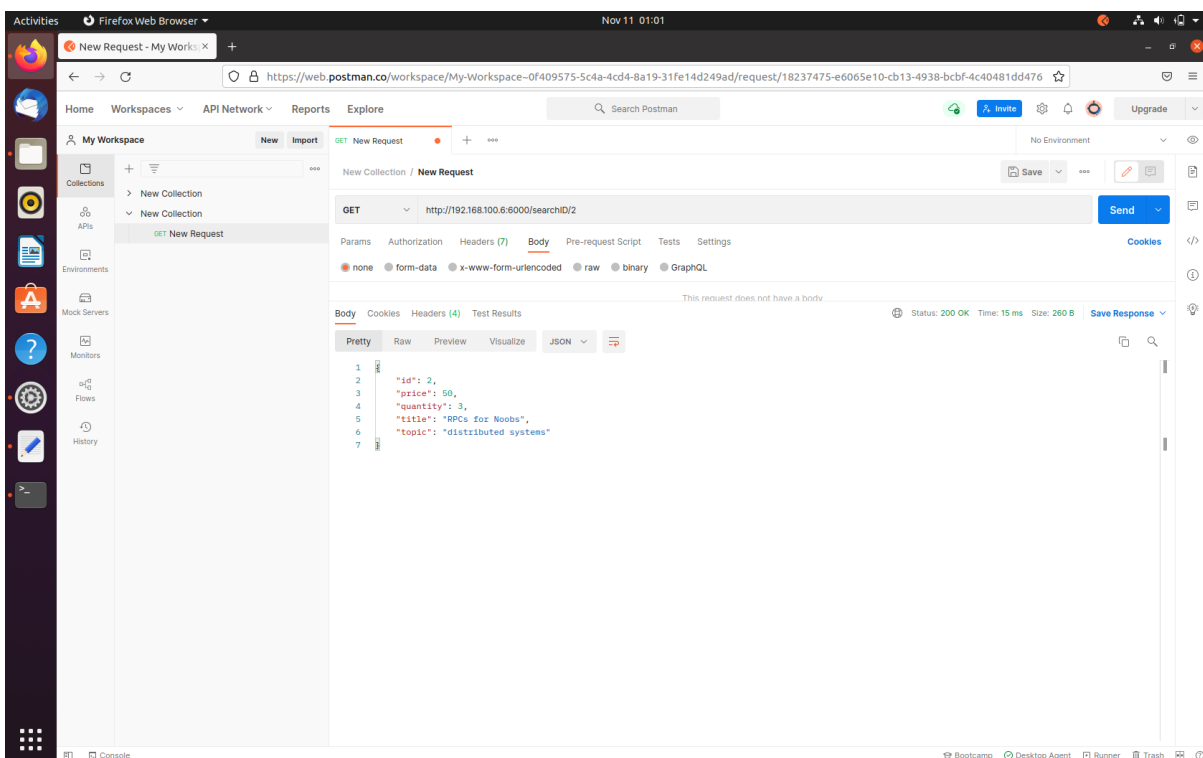 Activities Firefox Web Browser Nov 11 01:01
New Request - My Works
https://web.postman.co/workspace/My-Workspace~0f409575-5c4a-4cd4-8a19-31fe14d249ad/request/18237475-e6065e10-cb13-4938-bcbf-4c40481dd476
Home Workspaces API Network Reports Explore Search Postman Invite Upgrade
My Workspace New Import GET New Request No Environment
Collections
New Collection / New Request Save
New Collection
New Collection
GET New Request
APIs
Environments
Mock Servers
Monitors
Flows
History
GET http://192.168.100.6:6000/searchID/2 Send
Params Authorization Headers (7) Body Pre-request Script Tests Settings Cookies
none form-data x-www-form-urlencoded raw binary GraphQL
This request does not have a body
Body Cookies Headers (4) Test Results Status: 200 OK Time: 15 ms Size: 260 B Save Response
Pretty Raw Preview Visualize JSON
1 {
2 "id": 2,
3 "price": 50,
4 "quantity": 3,
5 "title": "RPCs for Noobs",
6 "topic": "distributed systems"
7 }
Console Bootcamp Desktop Agent Runner Trash